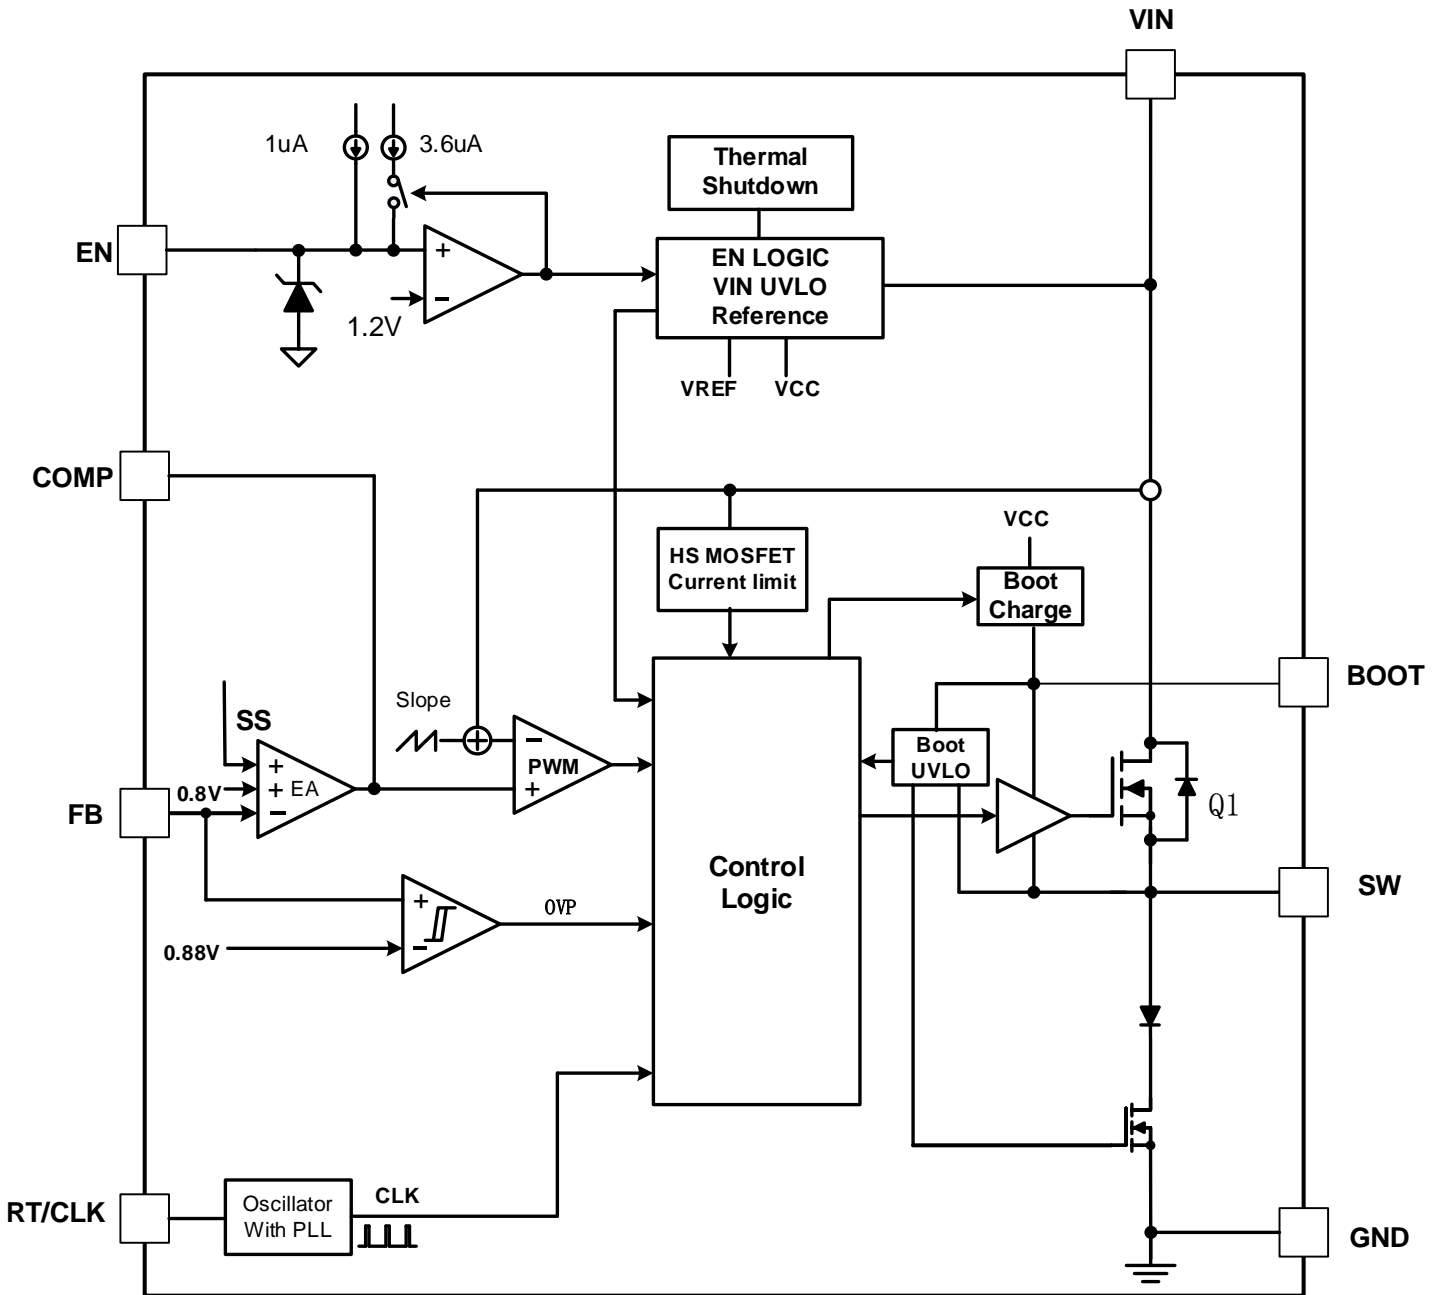 VIN
1uA
3.6uA
Thermal
Shutdown
EN
+
−
1.2V
EN LOGIC
VIN UVLO
Reference
VREF
VCC
COMP
HS MOSFET
Current limit
VCC
Boot
Charge
BOOT
Slope
SS
+
+ EA
−
0.8V
FB
−
PWM
+
Boot
UVLO
Q1
Control
Logic
SW
+
−
OVP
0.88V
RT/CLK
Oscillator
With PLL
CLK
GND